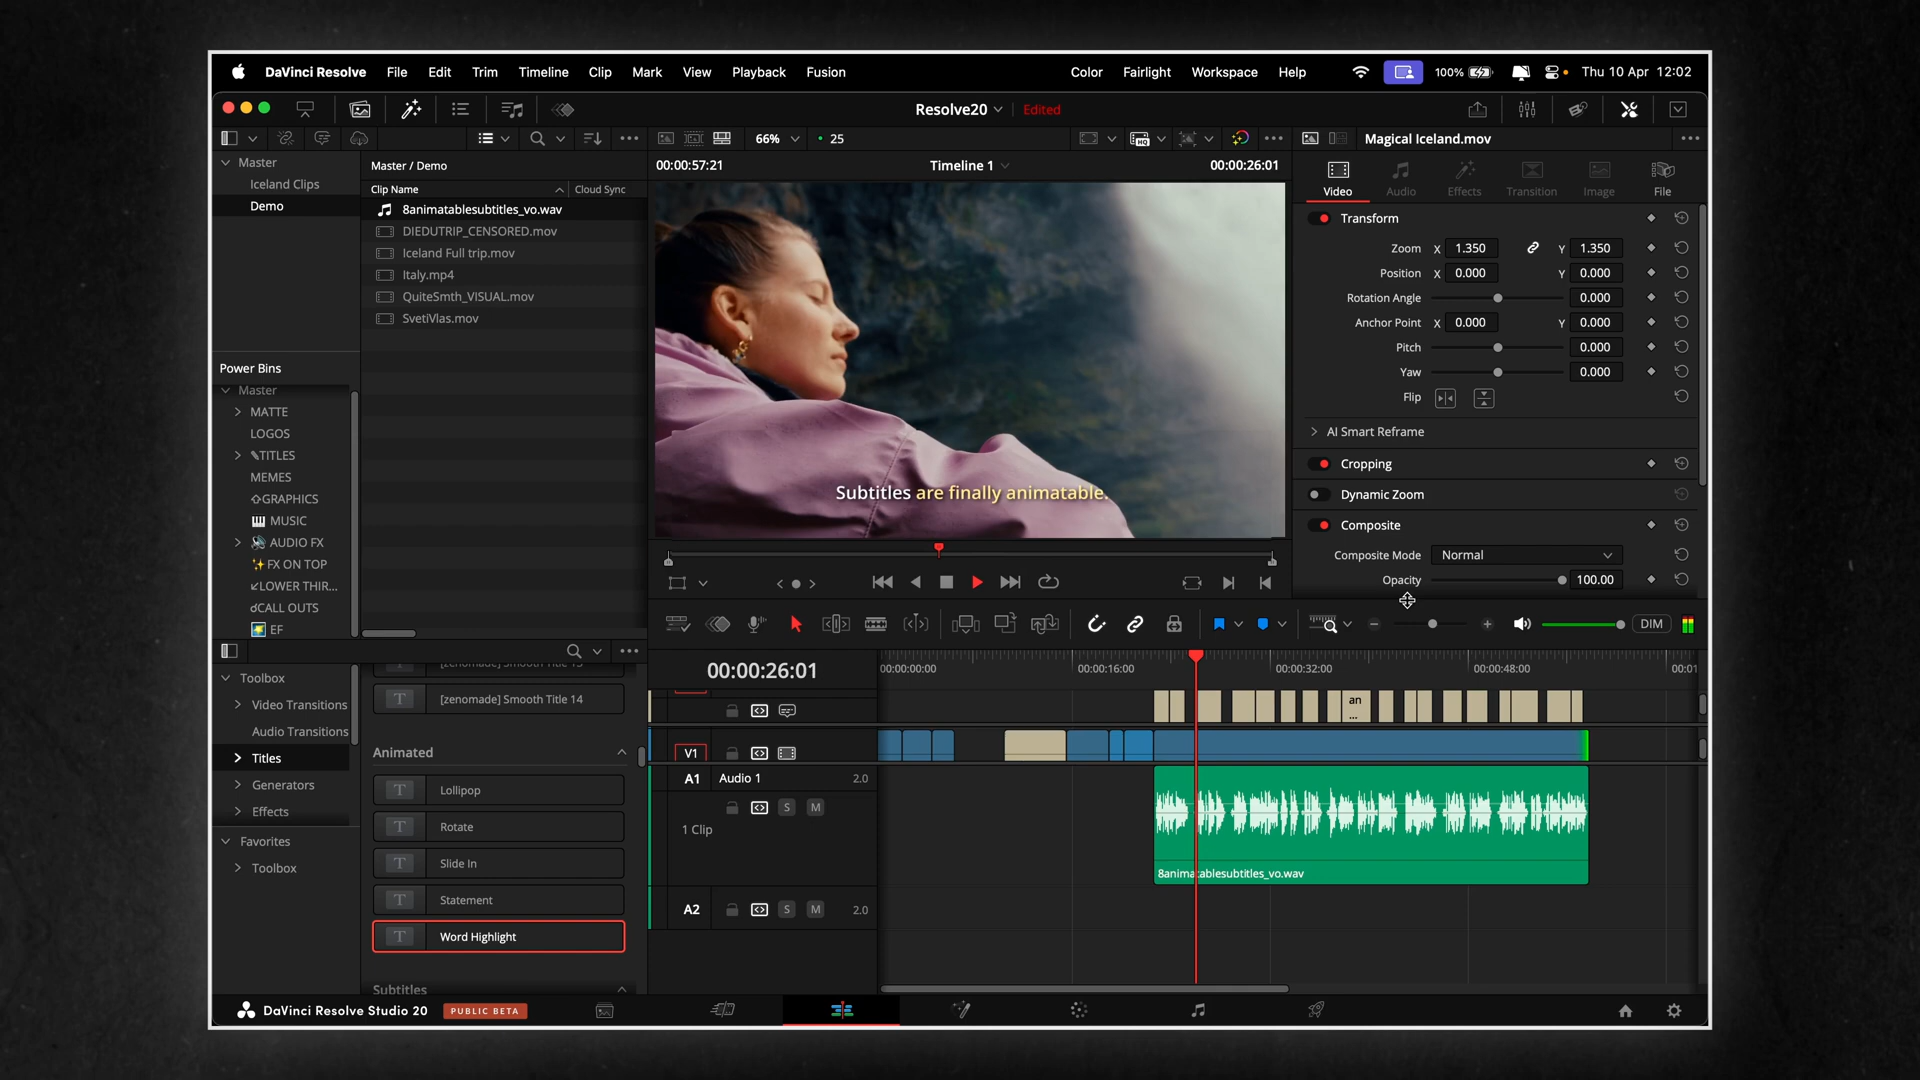 DaVinci Resolve File Edit Trim Timeline Clip Mark View Playback Fusion Color Fairlight Workspace Help 100% Thu 10 Apr 12:02
Resolve20 Edited
66% 25 Magical Iceland.mov
Master
Iceland Clips
Demo
Master / Demo
Clip Name Cloud Sync
8animatablesubtitles_vo.wav
DIEDUTRIP_CENSORED.mov
Iceland Full trip.mov
Italy.mp4
QuiteSmth_VISUAL.mov
SvetiVlas.mov
00:00:57:21 Timeline 1 00:00:26:01
Subtitles are finally animatable.
Video Audio Effects Transition Image File
Transform
Zoom X 1.350 Y 1.350
Position X 0.000 Y 0.000
Rotation Angle 0.000
Anchor Point X 0.000 Y 0.000
Pitch 0.000
Yaw 0.000
Flip
AI Smart Reframe
Cropping
Dynamic Zoom
Composite
Composite Mode Normal
Opacity 100.00
Power Bins
Master
MATTE
LOGOS
TITLES
MEMES
GRAPHICS
MUSIC
AUDIO FX
FX ON TOP
LOWER THIR...
CALL OUTS
EF
DIM
Toolbox
Video Transitions
Audio Transitions
Titles
Generators
Effects
Favorites
Toolbox
[zenomade] Smooth Title 14
Animated
T Lollipop
T Rotate
T Slide In
T Statement
T Word Highlight
Subtitles
00:00:26:01 00:00:00:00 00:00:16:00 00:00:32:00 00:00:48:00 00:01
an
...
V1
A1 Audio 1 2.0
S M
1 Clip
8animatablesubtitles_vo.wav
A2 S M 2.0
DaVinci Resolve Studio 20 PUBLIC BETA